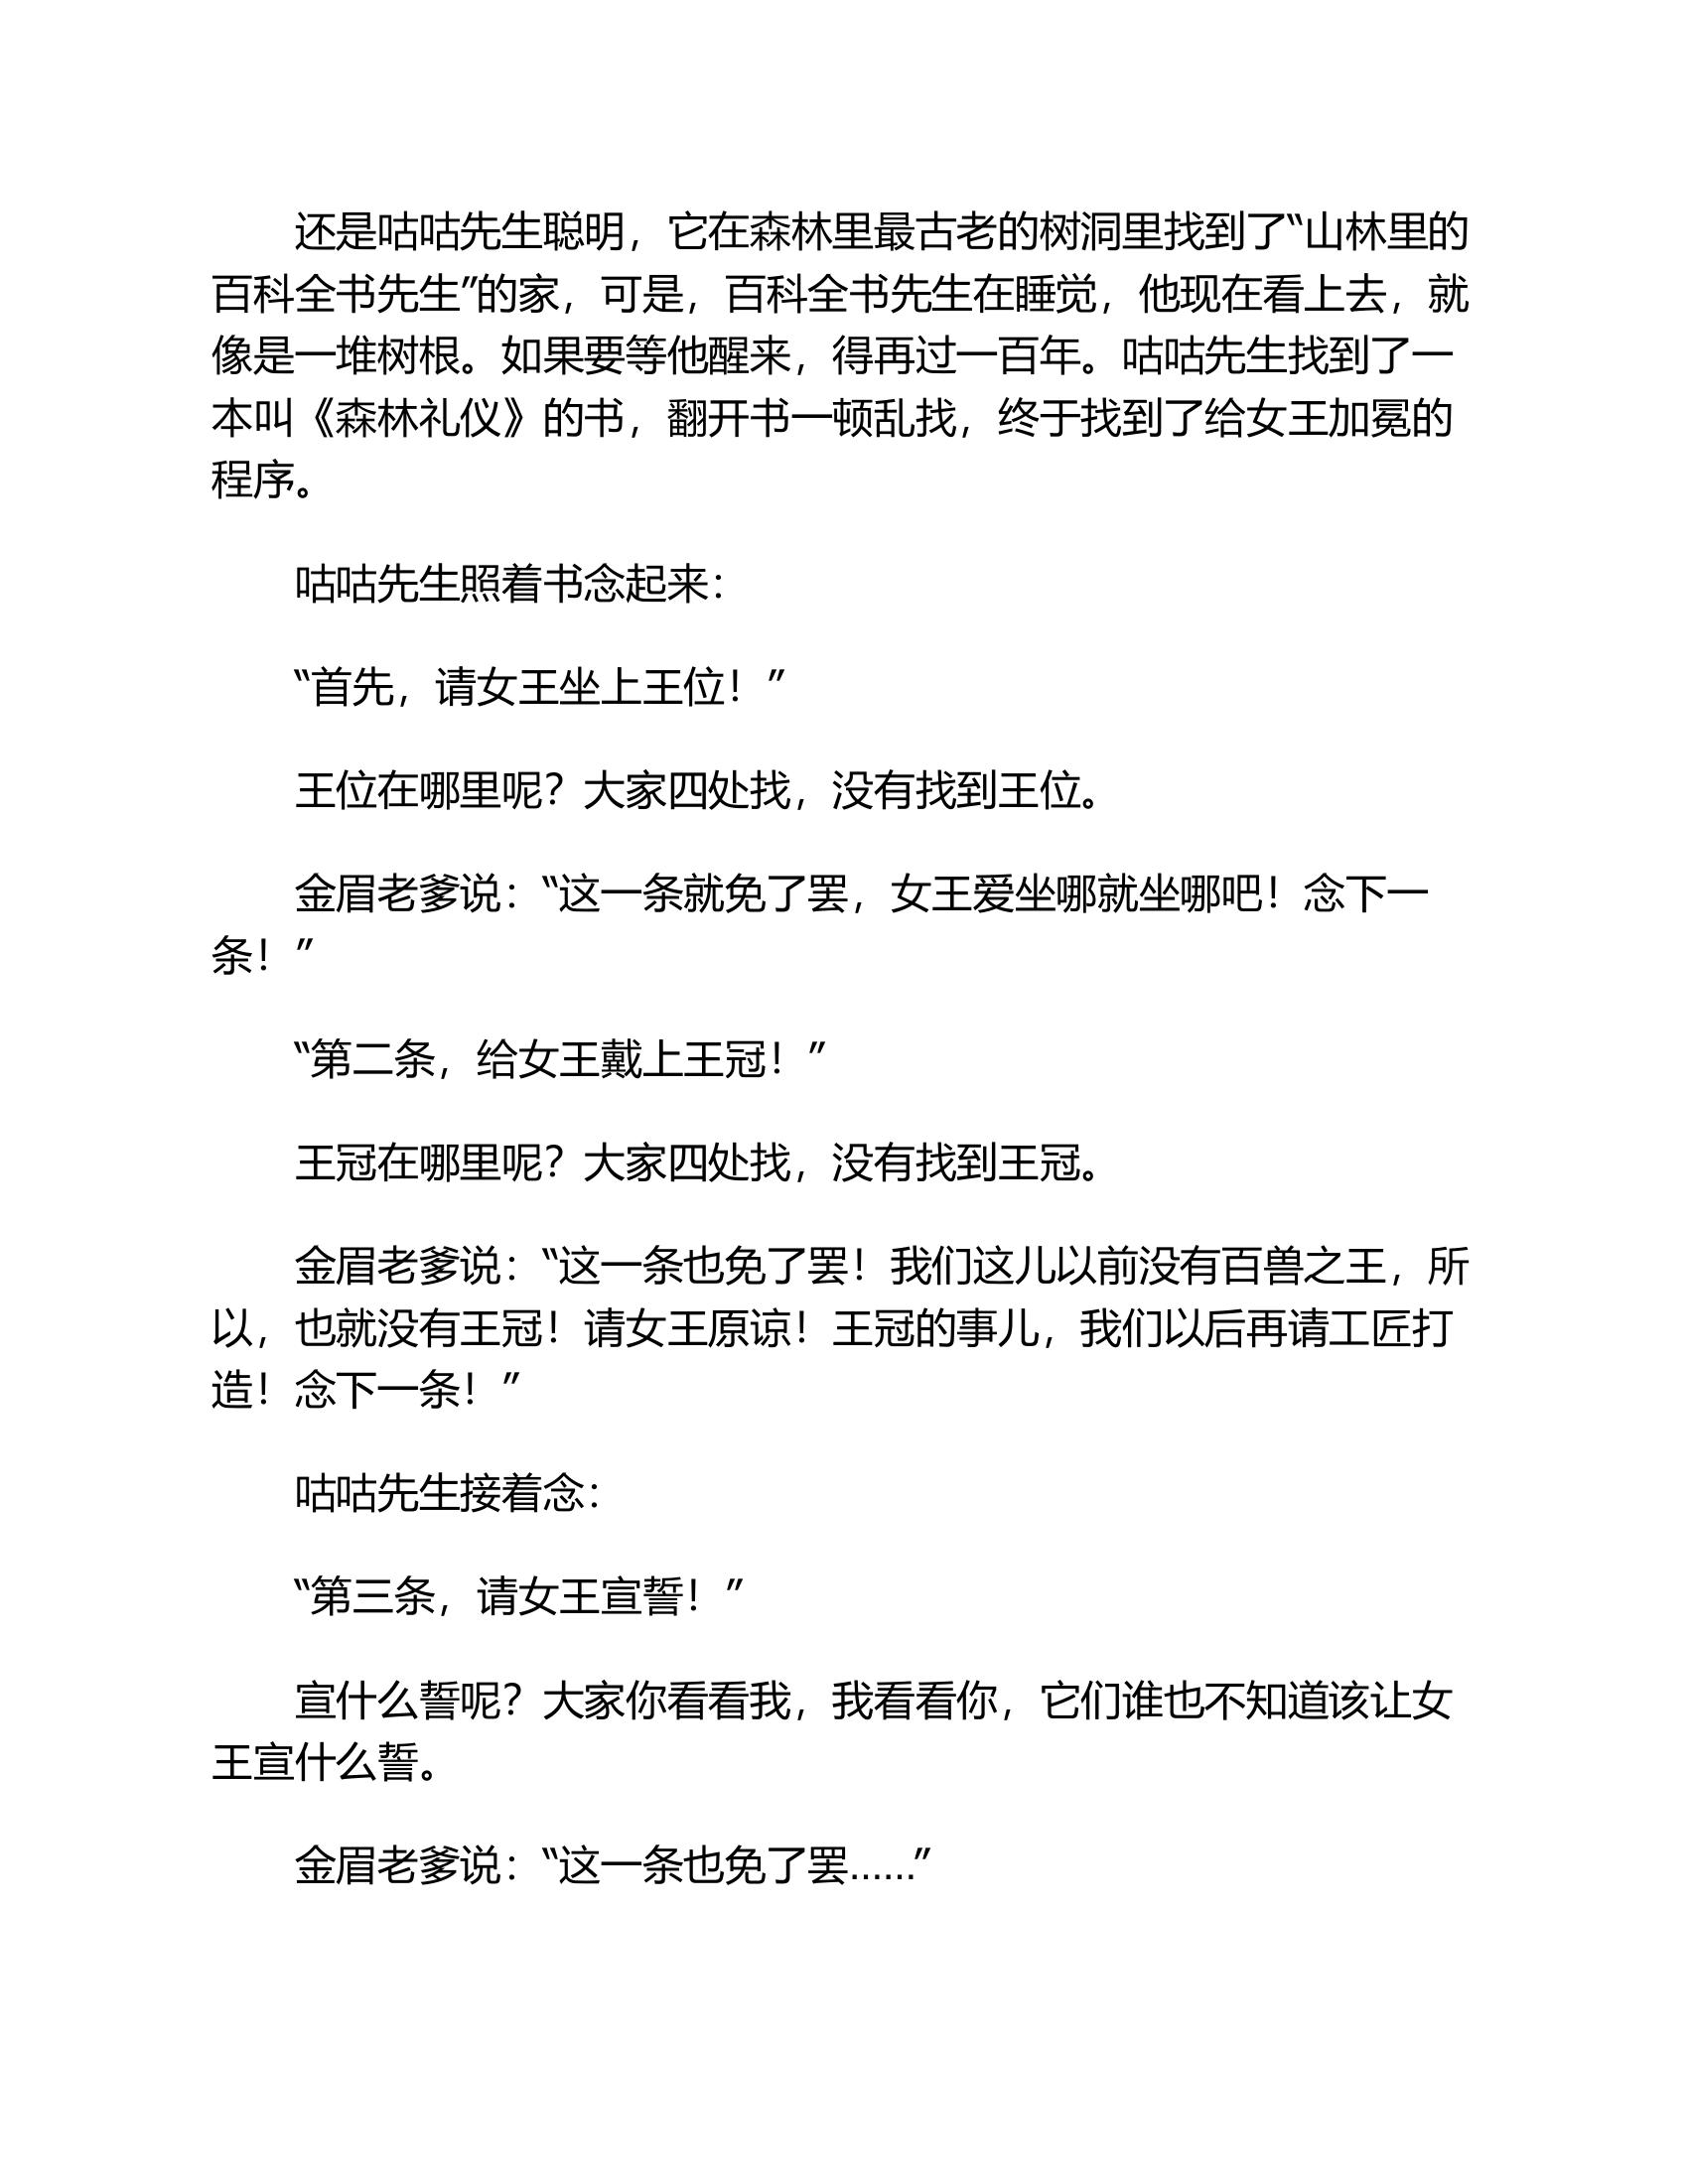 还是咕咕先生聪明，它在森林里最古老的树洞里找到了“山林里的
百科全书先生”的家，可是，百科全书先生在睡觉，他现在看上去，就
像是一堆树根。如果要等他醒来，得再过一百年。咕咕先生找到了一
本叫《森林礼仪》的书，翻开书一顿乱找，终于找到了给女王加冕的
程序。
咕咕先生照着书念起来：
“首先，请女王坐上王位！”
王位在哪里呢？大家四处找，没有找到王位。
金眉老爹说：“这一条就免了罢，女王爱坐哪就坐哪吧！念下一
条！”
“第二条，给女王戴上王冠！”
王冠在哪里呢？大家四处找，没有找到王冠。
金眉老爹说：“这一条也免了罢！我们这儿以前没有百兽之王，所
以，也就没有王冠！请女王原谅！王冠的事儿，我们以后再请工匠打
造！念下一条！”
咕咕先生接着念：
“第三条，请女王宣誓！”
宣什么誓呢？大家你看看我，我看看你，它们谁也不知道该让女
王宣什么誓。
金眉老爹说：“这一条也免了罢……”